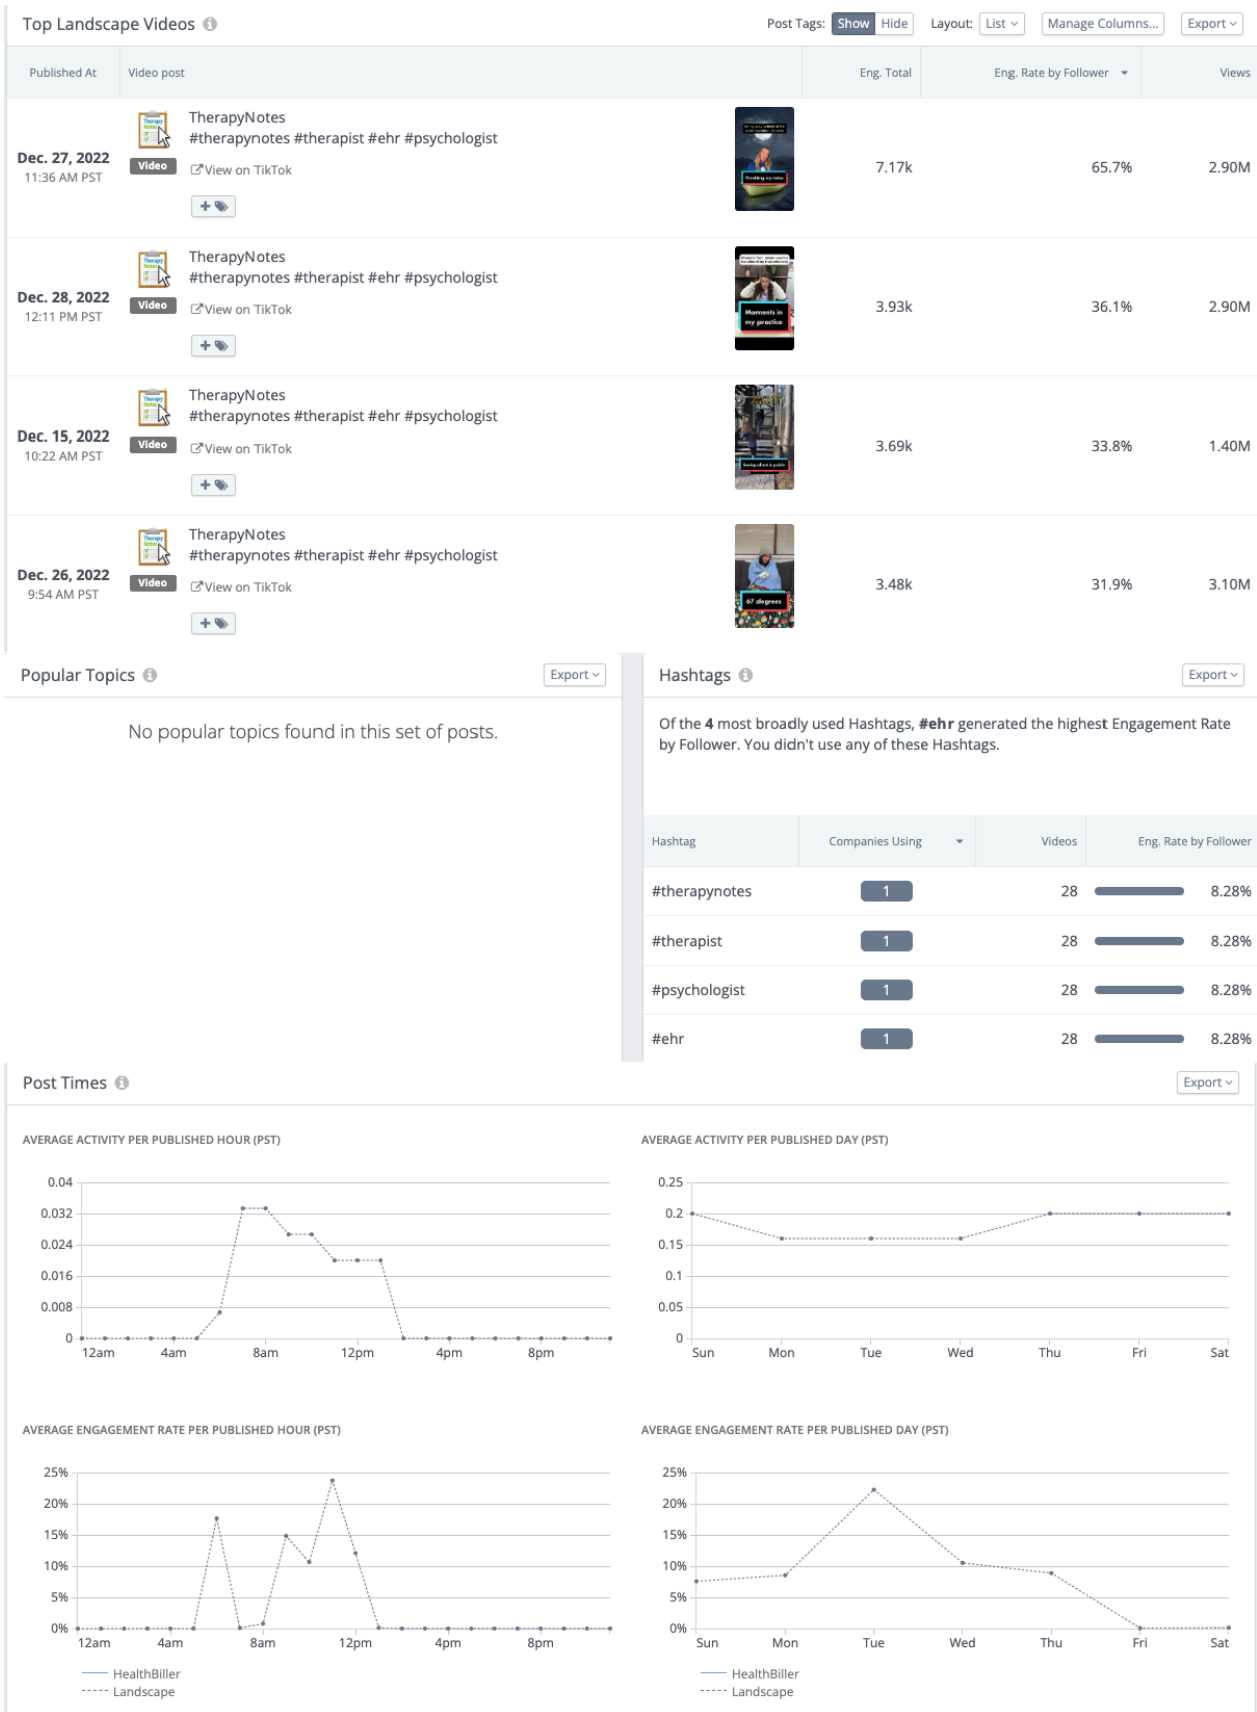 Top Landscape Videos
Post Tags: Show Hide Layout: List Manage Columns... Export
Published At Video post Eng. Total Eng. Rate by Follower Views
TherapyNotes
#therapynotes #therapist #ehr #psychologist
Dec. 27, 2022
11:36 AM PST
Video
View on TikTok
Finishing my notes
7.17k 65.7% 2.90M
TherapyNotes
#therapynotes #therapist #ehr #psychologist
Dec. 28, 2022
12:11 PM PST
Video
View on TikTok
Moments in
my practice
3.93k 36.1% 2.90M
TherapyNotes
#therapynotes #therapist #ehr #psychologist
Dec. 15, 2022
10:22 AM PST
Video
View on TikTok
3.69k 33.8% 1.40M
TherapyNotes
#therapynotes #therapist #ehr #psychologist
Dec. 26, 2022
9:54 AM PST
Video
View on TikTok
67 degrees
3.48k 31.9% 3.10M
Popular Topics Export
No popular topics found in this set of posts.
Hashtags Export
Of the 4 most broadly used Hashtags, #ehr generated the highest Engagement Rate
by Follower. You didn't use any of these Hashtags.
Hashtag Companies Using Videos Eng. Rate by Follower
#therapynotes 1 28 8.28%
#therapist 1 28 8.28%
#psychologist 1 28 8.28%
#ehr 1 28 8.28%
Post Times Export
AVERAGE ACTIVITY PER PUBLISHED HOUR (PST)
0.04
0.032
0.024
0.016
0.008
0
12am 4am 8am 12pm 4pm 8pm
AVERAGE ACTIVITY PER PUBLISHED DAY (PST)
0.25
0.2
0.15
0.1
0.05
0
Sun Mon Tue Wed Thu Fri Sat
AVERAGE ENGAGEMENT RATE PER PUBLISHED HOUR (PST)
25%
20%
15%
10%
5%
0%
12am 4am 8am 12pm 4pm 8pm
HealthBiller
Landscape
AVERAGE ENGAGEMENT RATE PER PUBLISHED DAY (PST)
25%
20%
15%
10%
5%
0%
Sun Mon Tue Wed Thu Fri Sat
HealthBiller
Landscape